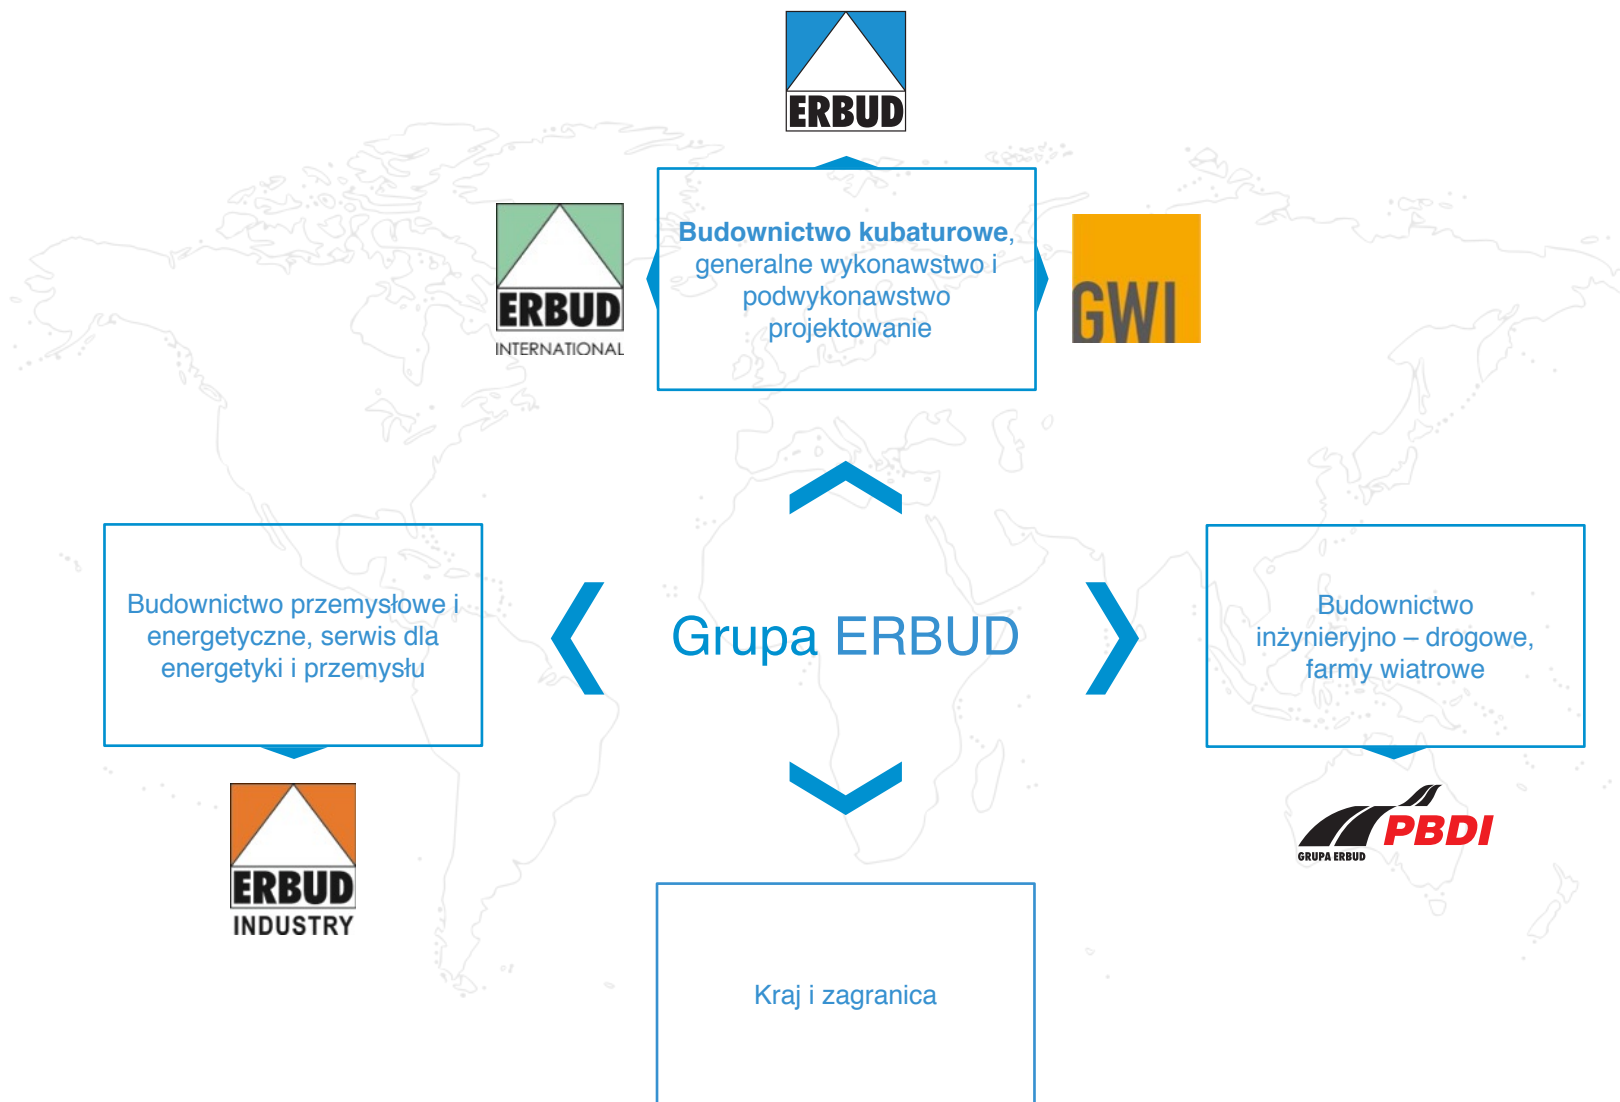 ERBUD
ERBUD
INTERNATIONAL
Budownictwo kubaturowe,
generalne wykonawstwo i
podwykonawstwo
projektowanie
GWI
Budownictwo przemysłowe i
energetyczne, serwis dla
energetyki i przemysłu
ERBUD
INDUSTRY
Grupa ERBUD
Budownictwo
inżynieryjno – drogowe,
farmy wiatrowe
PBDI
GRUPA ERBUD
Kraj i zagranica